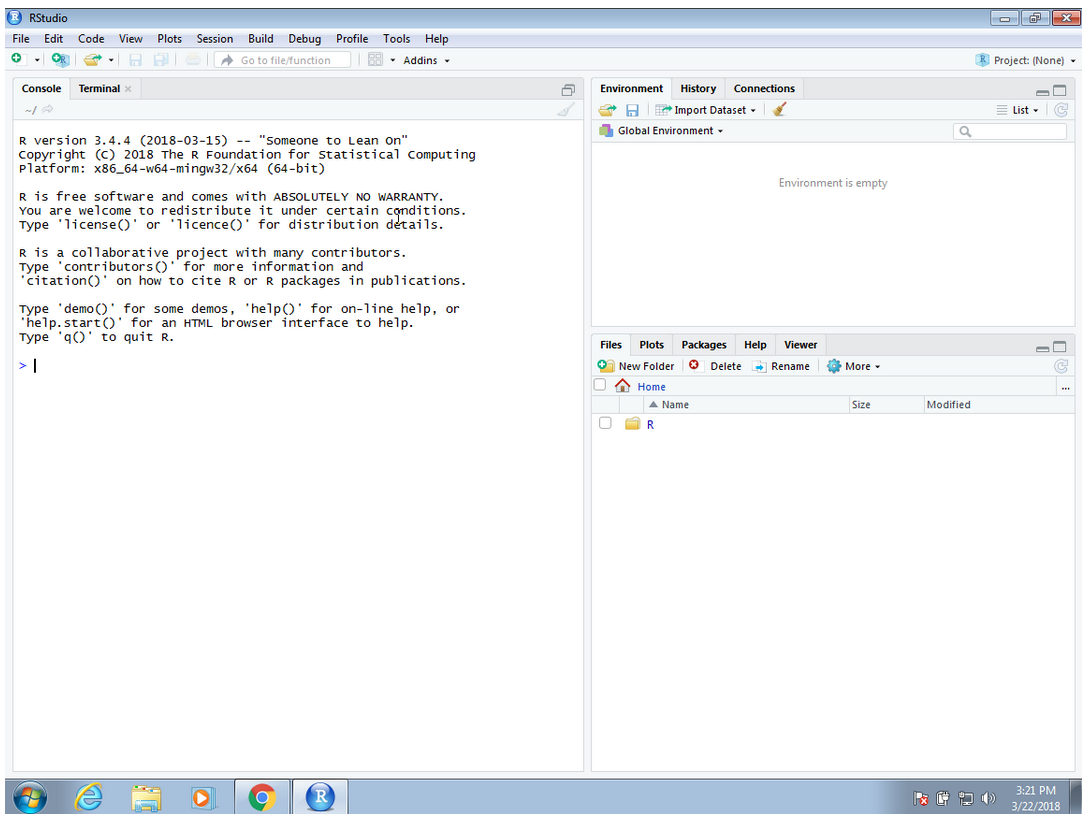 RStudio
File Edit Code View Plots Session Build Debug Profile Tools Help
Go to file/function Addins Project: (None)
Console Terminal
~/
R version 3.4.4 (2018-03-15) -- "Someone to Lean On"
Copyright (C) 2018 The R Foundation for Statistical Computing
Platform: x86_64-w64-mingw32/x64 (64-bit)
R is free software and comes with ABSOLUTELY NO WARRANTY.
You are welcome to redistribute it under certain conditions.
Type 'license()' or 'licence()' for distribution details.
R is a collaborative project with many contributors.
Type 'contributors()' for more information and
'citation()' on how to cite R or R packages in publications.
Type 'demo()' for some demos, 'help()' for on-line help, or
'help.start()' for an HTML browser interface to help.
Type 'q()' to quit R.
>
Environment History Connections
Import Dataset List
Global Environment
Environment is empty
Files Plots Packages Help Viewer
New Folder Delete Rename More
Home ...
Name Size Modified
R
3:21 PM
3/22/2018